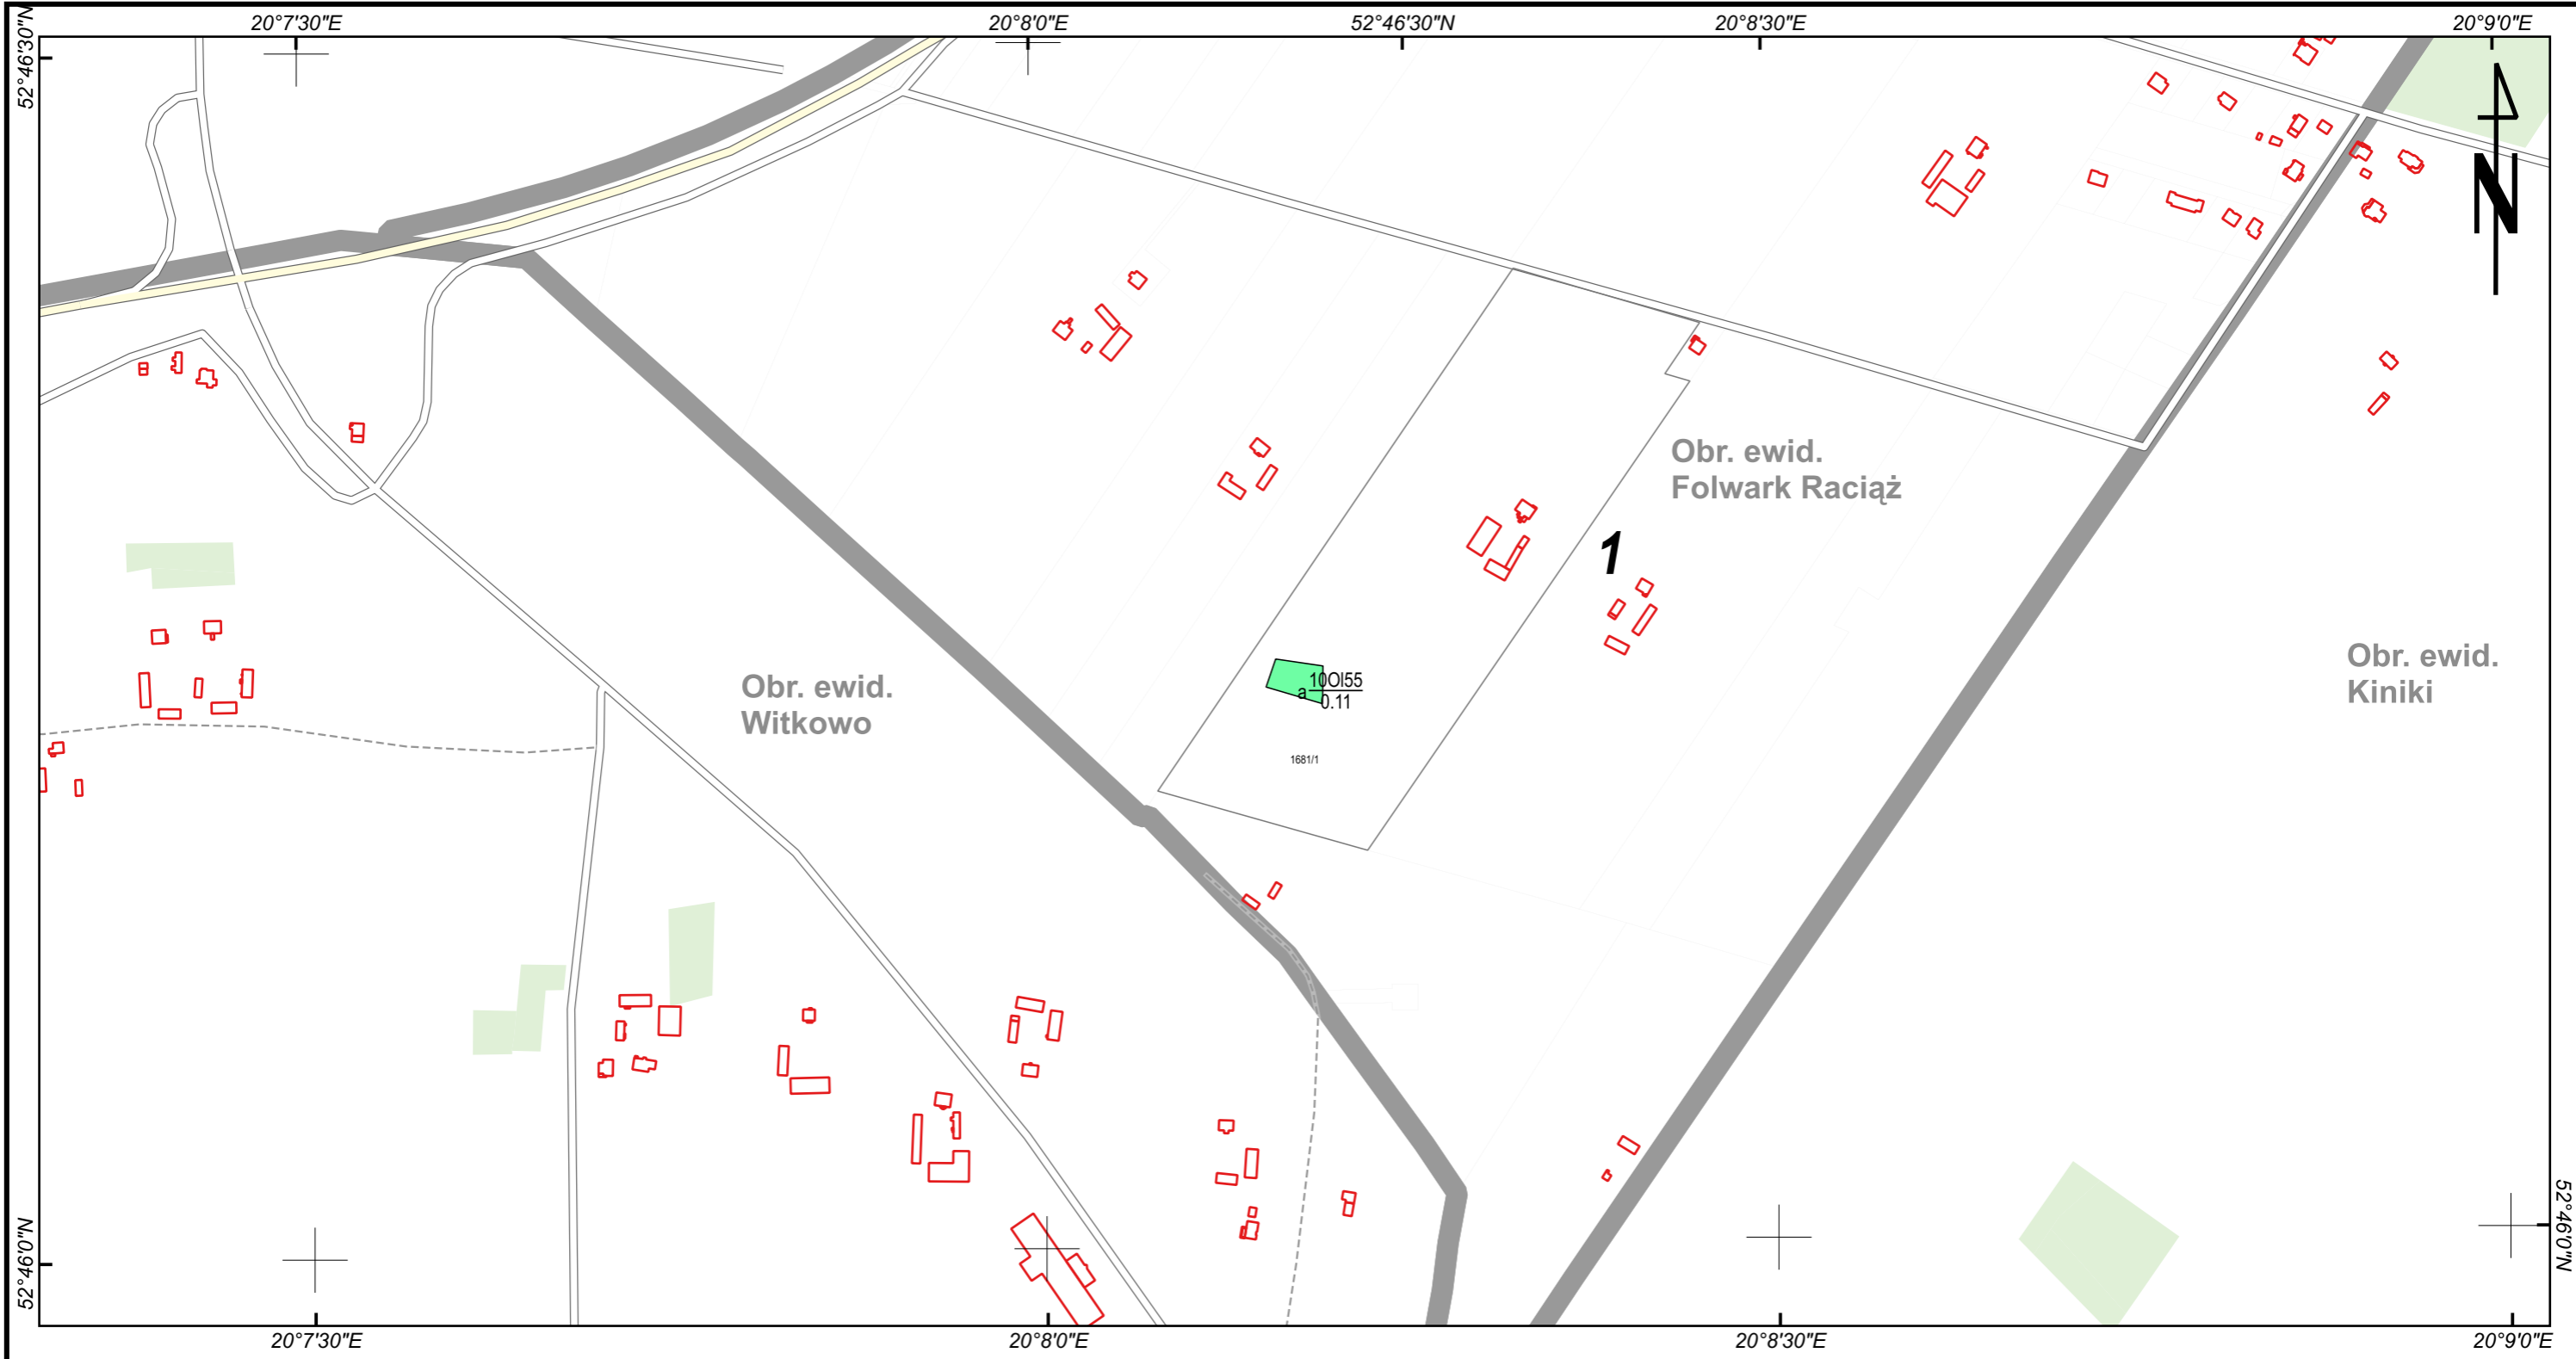 20°7'30"E
20°8'0"E
52°46'30"N
20°8'30"E
20°9'0"E
52°46'30"N
N
Obr. ewid.
Folwark Raciąż
1
Obr. ewid.
Kiniki
Obr. ewid.
Witkowo
10Ol55
a
0.11
1681/1
52°46'0"N
52°46'0"N
20°7'30"E
20°8'0"E
20°8'30"E
20°9'0"E